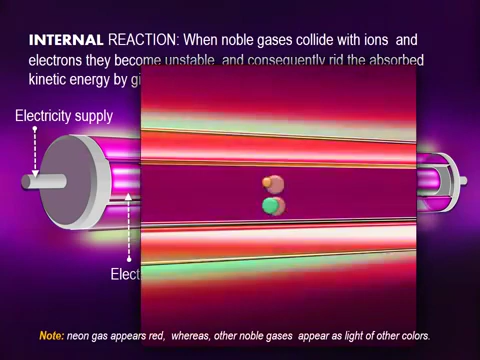 INTERNAL REACTION: When noble gases collide with ions and
electrons they become unstable and consequently rid the absorbed
kinetic energy by
Electricity supply
Note: neon gas appears red, whereas, other noble gases appear as light of other colors.